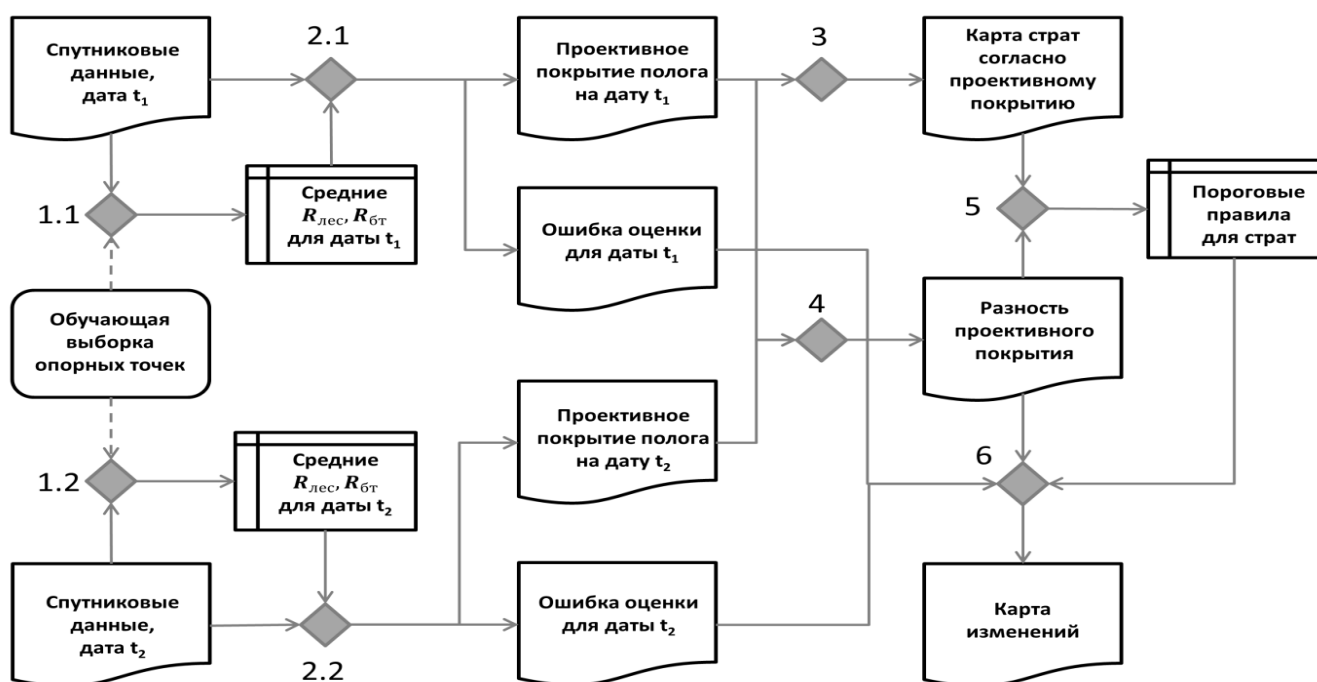 Спутниковые
данные,
дата t₁
2.1
Проективное
покрытие полога
на дату t₁
3
Карта страт
согласно
проективному
покрытию
1.1
Средние
Rлес, Rбт
для даты t₁
Ошибка оценки
для даты t₁
5
Пороговые
правила
для страт
Обучающая
выборка
опорных точек
4
Разность
проективного
покрытия
1.2
Средние
Rлес, Rбт
для даты t₂
Проективное
покрытие полога
на дату t₂
6
Спутниковые
данные,
дата t₂
2.2
Ошибка оценки
для даты t₂
Карта
изменений